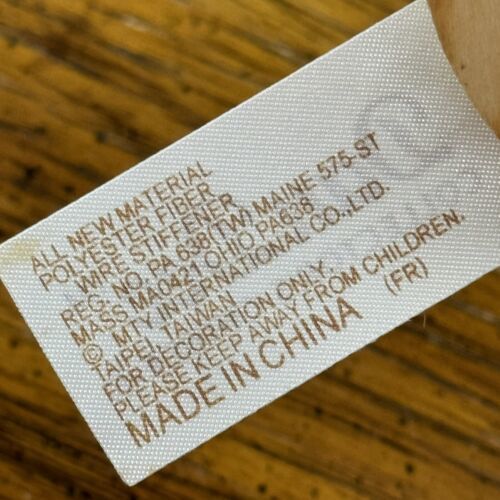 ALL NEW MATERIAL
POLYESTER FIBER
WIRE STIFFENER
REG. NO. PA 638(TW) MAINE 575-ST
MASS MA0421 OHIO PA638
© MTY INTERNATIONAL CO.,LTD.
TAIPEI, TAIWAN
FOR DECORATION ONLY,
PLEASE KEEP AWAY FROM CHILDREN.
MADE IN CHINA (FR)